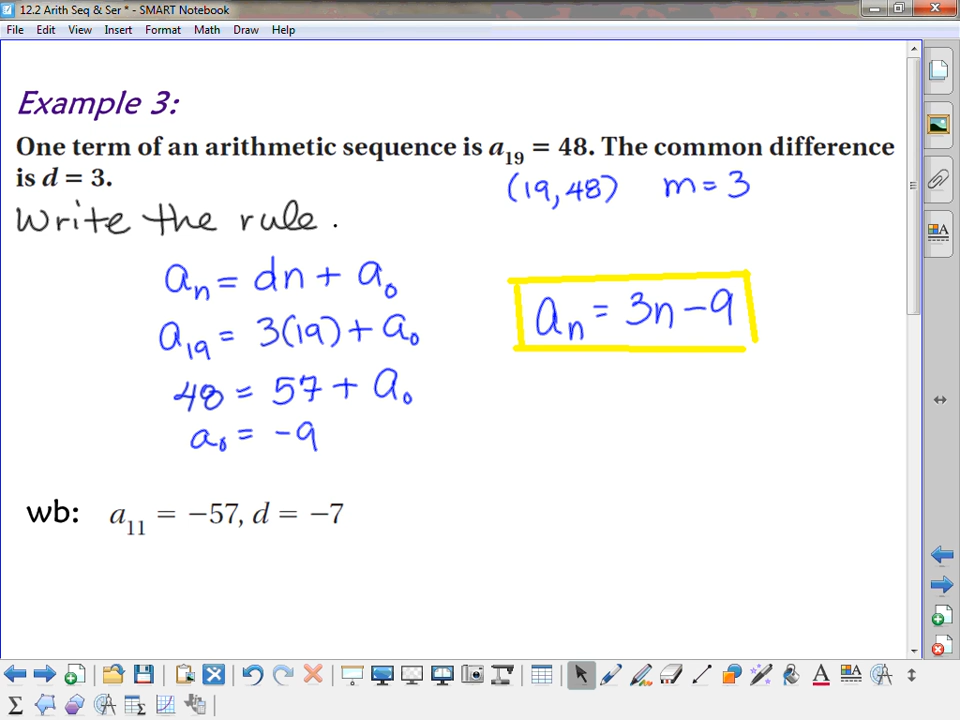 12.2 Arith Seq & Ser * - SMART Notebook
File Edit View Insert Format Math Draw Help
Example 3:
One term of an arithmetic sequence is a₁₉ = 48. The common difference
is d = 3.
(19,48) m = 3
Write the rule.
aₙ = dn + a₀
a₁₉ = 3(19) + a₀
48 = 57 + a₀
a₀ = -9
aₙ = 3n - 9
wb: a₁₁ = −57, d = −7